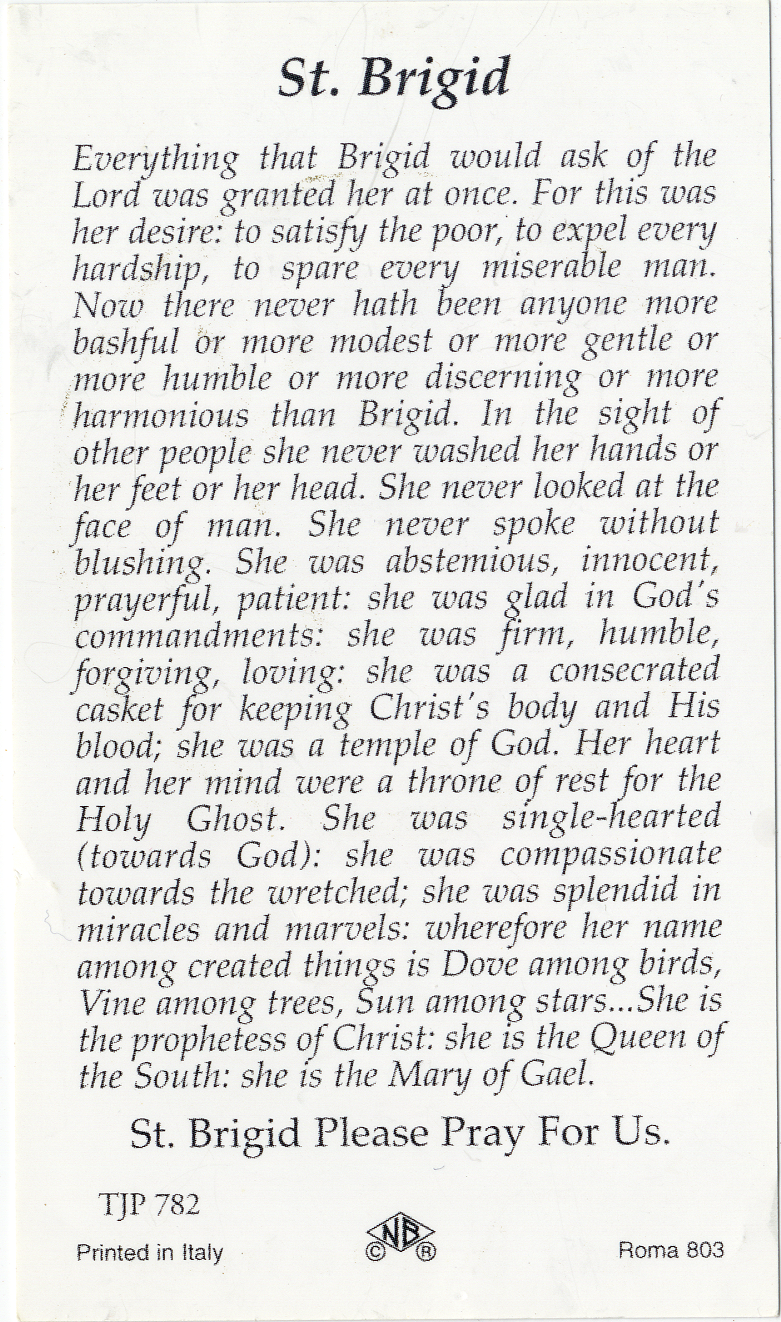 St. Brigid
Everything that Brigid would ask of the
Lord was granted her at once. For this was
her desire: to satisfy the poor, to expel every
hardship, to spare every miserable man.
Now there never hath been anyone more
bashful or more modest or more gentle or
more humble or more discerning or more
harmonious than Brigid. In the sight of
other people she never washed her hands or
her feet or her head. She never looked at the
face of man. She never spoke without
blushing. She was abstemious, innocent,
prayerful, patient: she was glad in God's
commandments: she was firm, humble,
forgiving, loving: she was a consecrated
casket for keeping Christ's body and His
blood; she was a temple of God. Her heart
and her mind were a throne of rest for the
Holy Ghost. She was single-hearted
(towards God): she was compassionate
towards the wretched; she was splendid in
miracles and marvels: wherefore her name
among created things is Dove among birds,
Vine among trees, Sun among stars...She is
the prophetess of Christ: she is the Queen of
the South: she is the Mary of Gael.
St. Brigid Please Pray For Us.
TJP 782
Printed in Italy
© NB ®
Roma 803